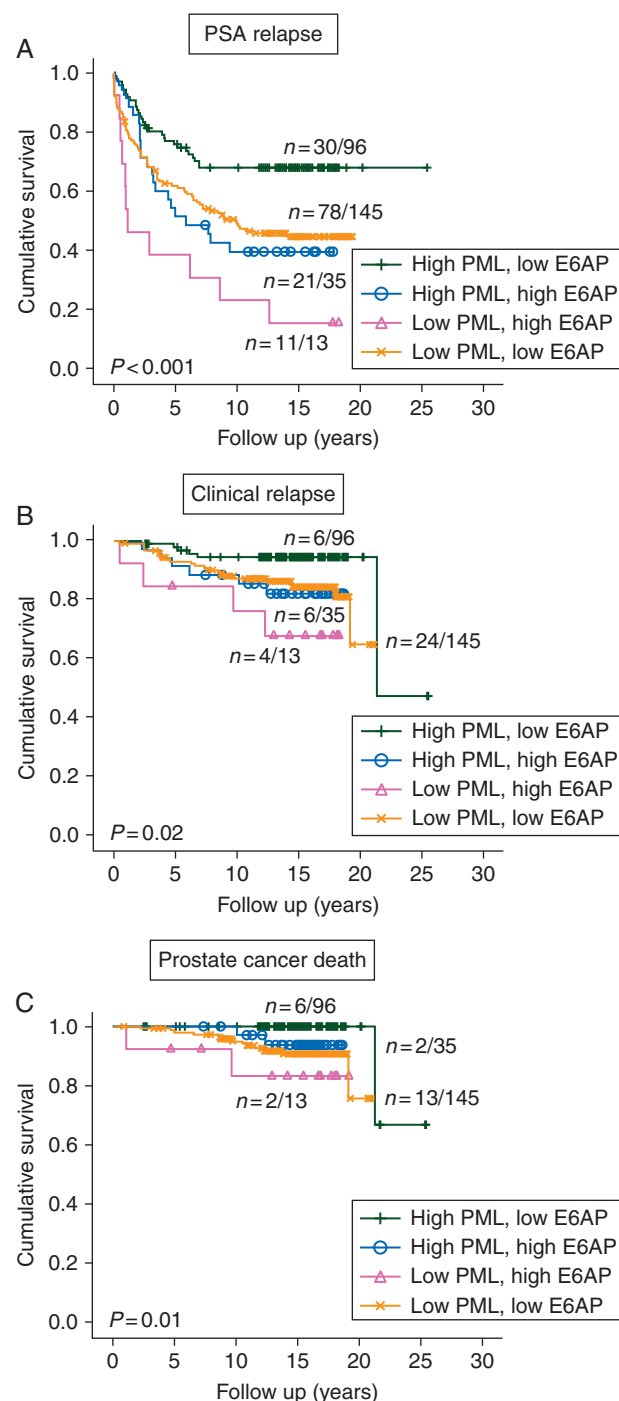 PSA relapse
A
1.0
0.8
0.6
0.4
0.2
0.0
Cumulative survival
n=30/96
n=78/145
n=21/35
n=11/13
P<0.001
High PML, low E6AP
High PML, high E6AP
Low PML, high E6AP
Low PML, low E6AP
0 5 10 15 20 25 30
Follow up (years)
Clinical relapse
B
1.0
0.8
0.6
0.4
0.2
0.0
Cumulative survival
n=6/96
n=6/35
n=4/13
n=24/145
P=0.02
High PML, low E6AP
High PML, high E6AP
Low PML, high E6AP
Low PML, low E6AP
0 5 10 15 20 25 30
Follow up (years)
Prostate cancer death
C
1.0
0.8
0.6
0.4
0.2
0.0
Cumulative survival
n=6/96
n=2/35
n=2/13
n=13/145
P=0.01
High PML, low E6AP
High PML, high E6AP
Low PML, high E6AP
Low PML, low E6AP
0 5 10 15 20 25 30
Follow up (years)